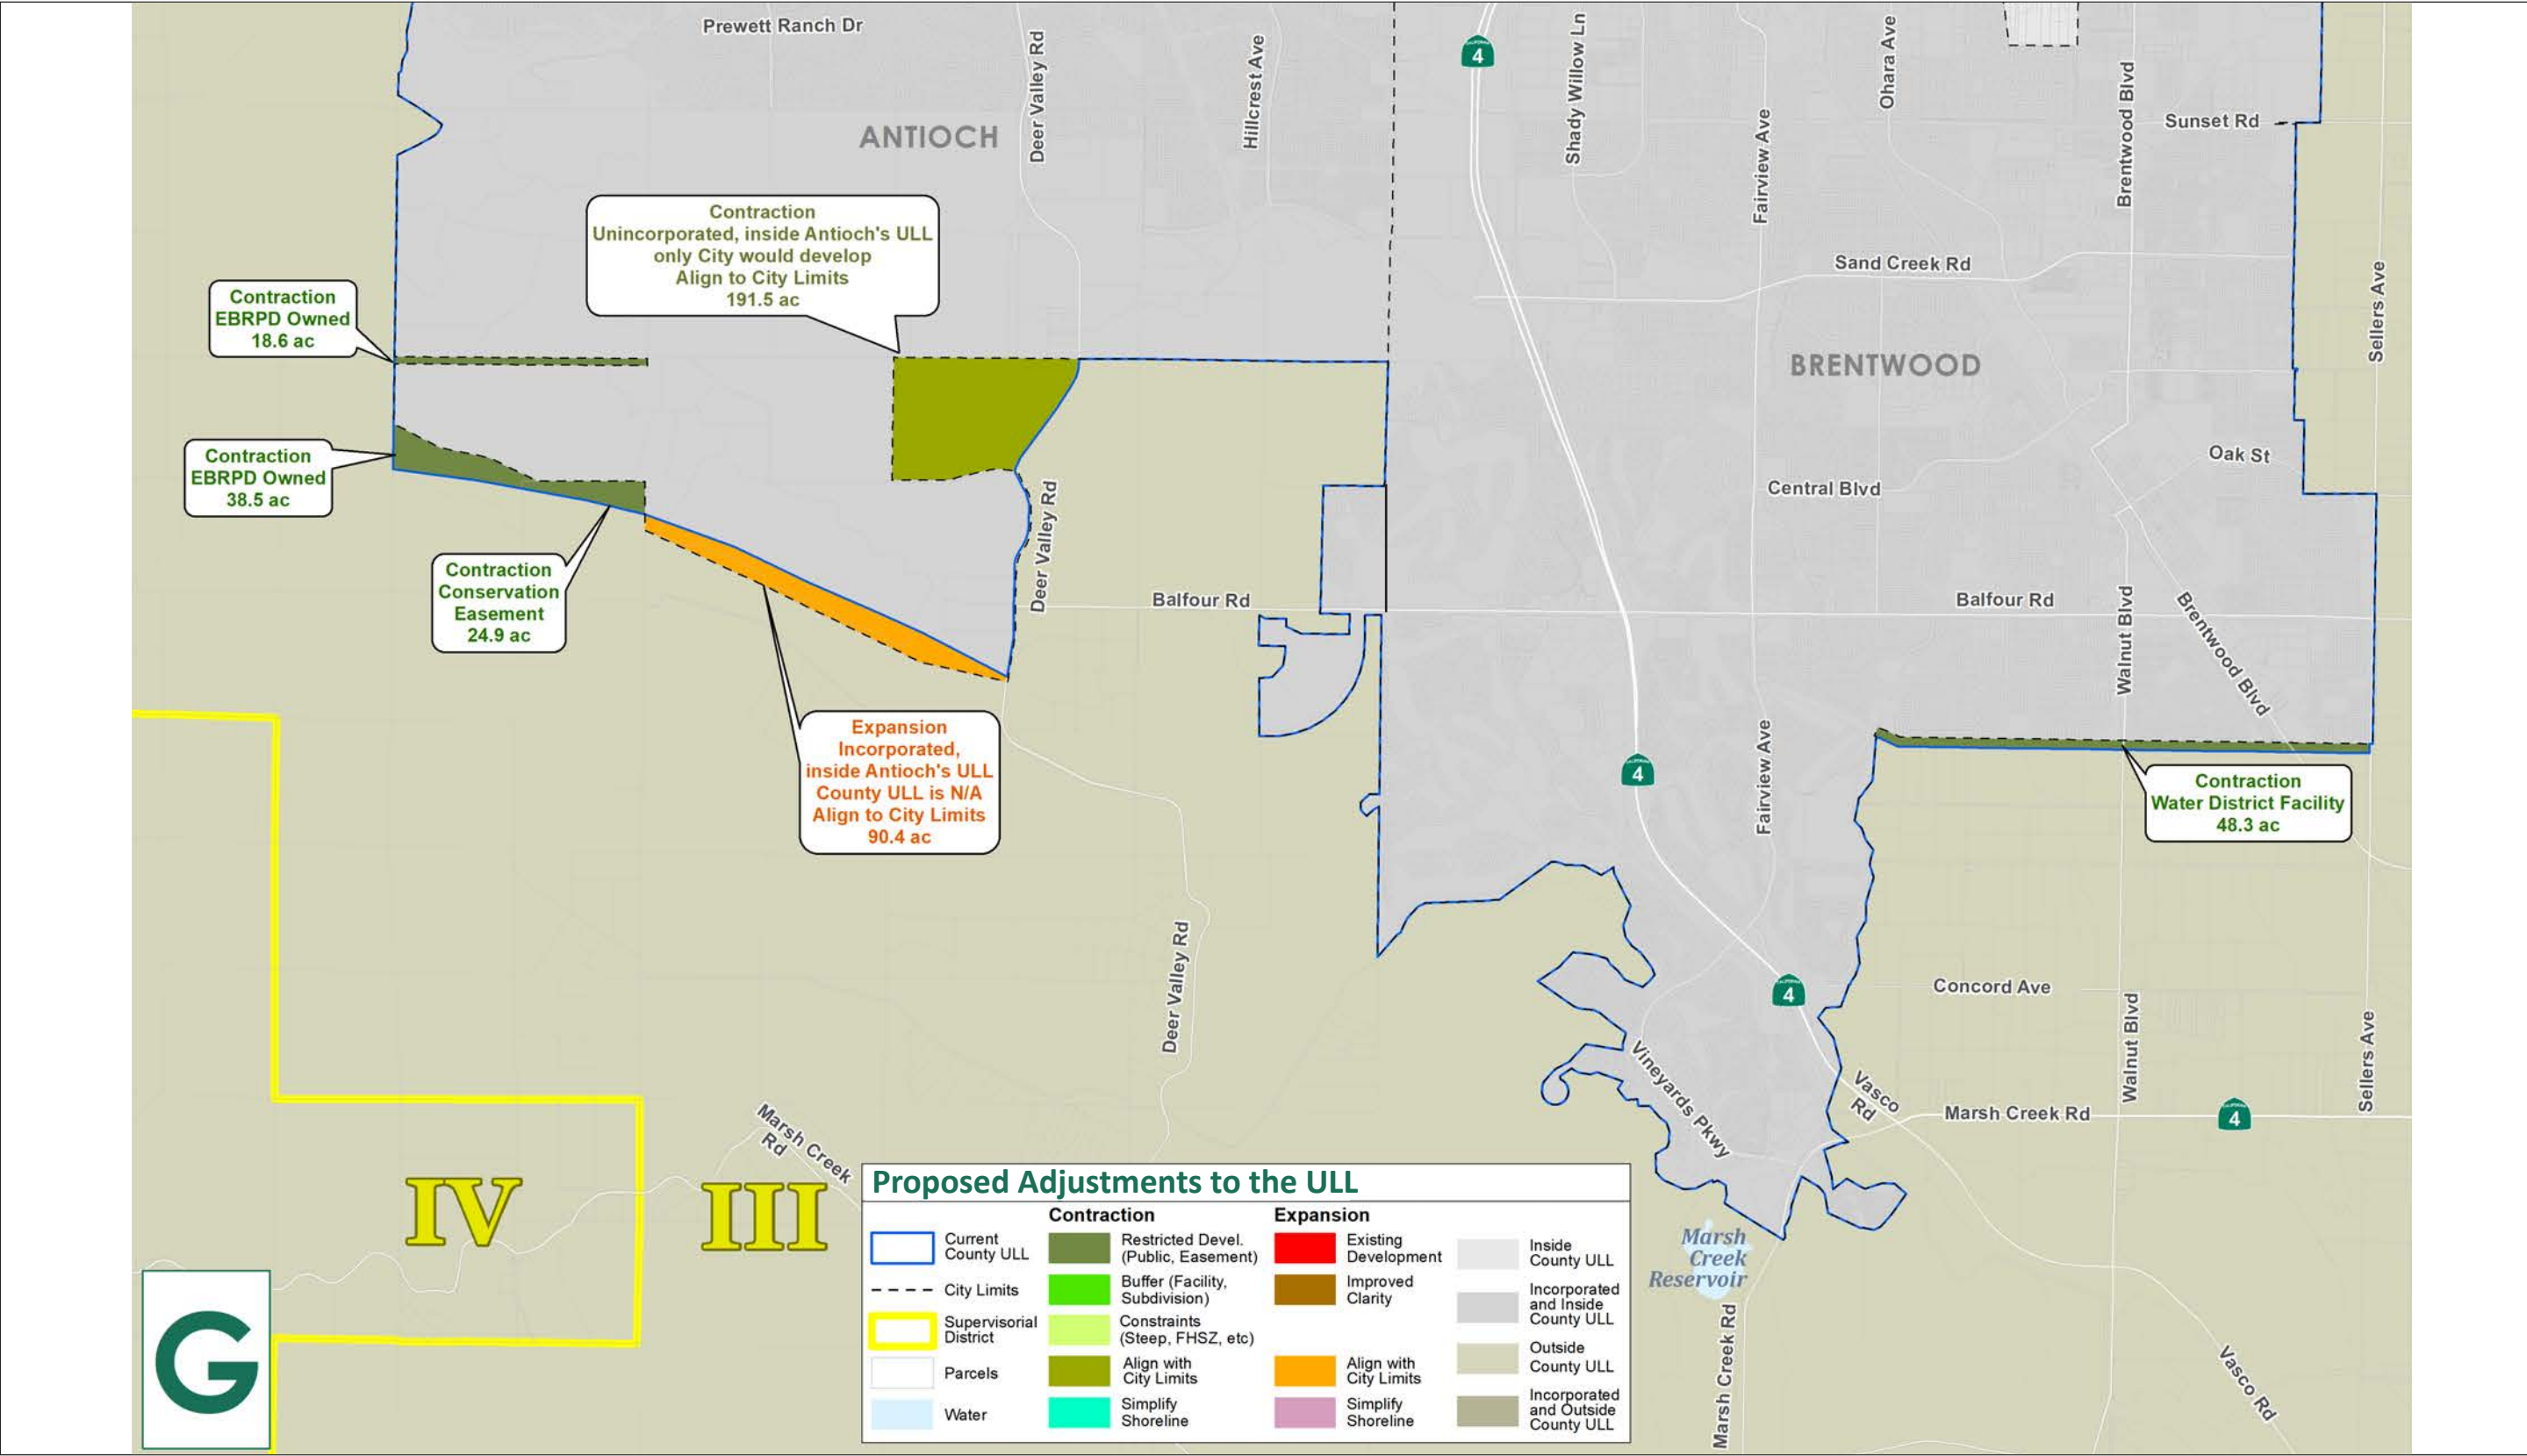 Prewett Ranch Dr
Deer Valley Rd
Hillcrest Ave
4
Shady Willow Ln
Fairview Ave
Ohara Ave
Brentwood Blvd
Sunset Rd
ANTIOCH
Contraction
Unincorporated, inside Antioch's ULL
only City would develop
Align to City Limits
191.5 ac
Sand Creek Rd
Sellers Ave
Contraction
EBRPD Owned
18.6 ac
BRENTWOOD
Contraction
EBRPD Owned
38.5 ac
Oak St
Central Blvd
Deer Valley Rd
Contraction
Conservation
Easement
24.9 ac
Balfour Rd
Balfour Rd
Walnut Blvd
Brentwood Blvd
Expansion
Incorporated,
inside Antioch's ULL
County ULL is N/A
Align to City Limits
90.4 ac
4
Fairview Ave
Contraction
Water District Facility
48.3 ac
Deer Valley Rd
4
Concord Ave
Walnut Blvd
Sellers Ave
Vineyards Pkwy
Vasco
Rd
Marsh Creek Rd
4
Marsh Creek
Rd
IV
III
Marsh
Creek
Reservoir
Marsh Creek Rd
Vasco Rd
G
Proposed Adjustments to the ULL
Current
County ULL
City Limits
Supervisorial
District
Parcels
Water
Contraction
Restricted Devel.
(Public, Easement)
Buffer (Facility,
Subdivision)
Constraints
(Steep, FHSZ, etc)
Align with
City Limits
Simplify
Shoreline
Expansion
Existing
Development
Improved
Clarity
Align with
City Limits
Simplify
Shoreline
Inside
County ULL
Incorporated
and Inside
County ULL
Outside
County ULL
Incorporated
and Outside
County ULL